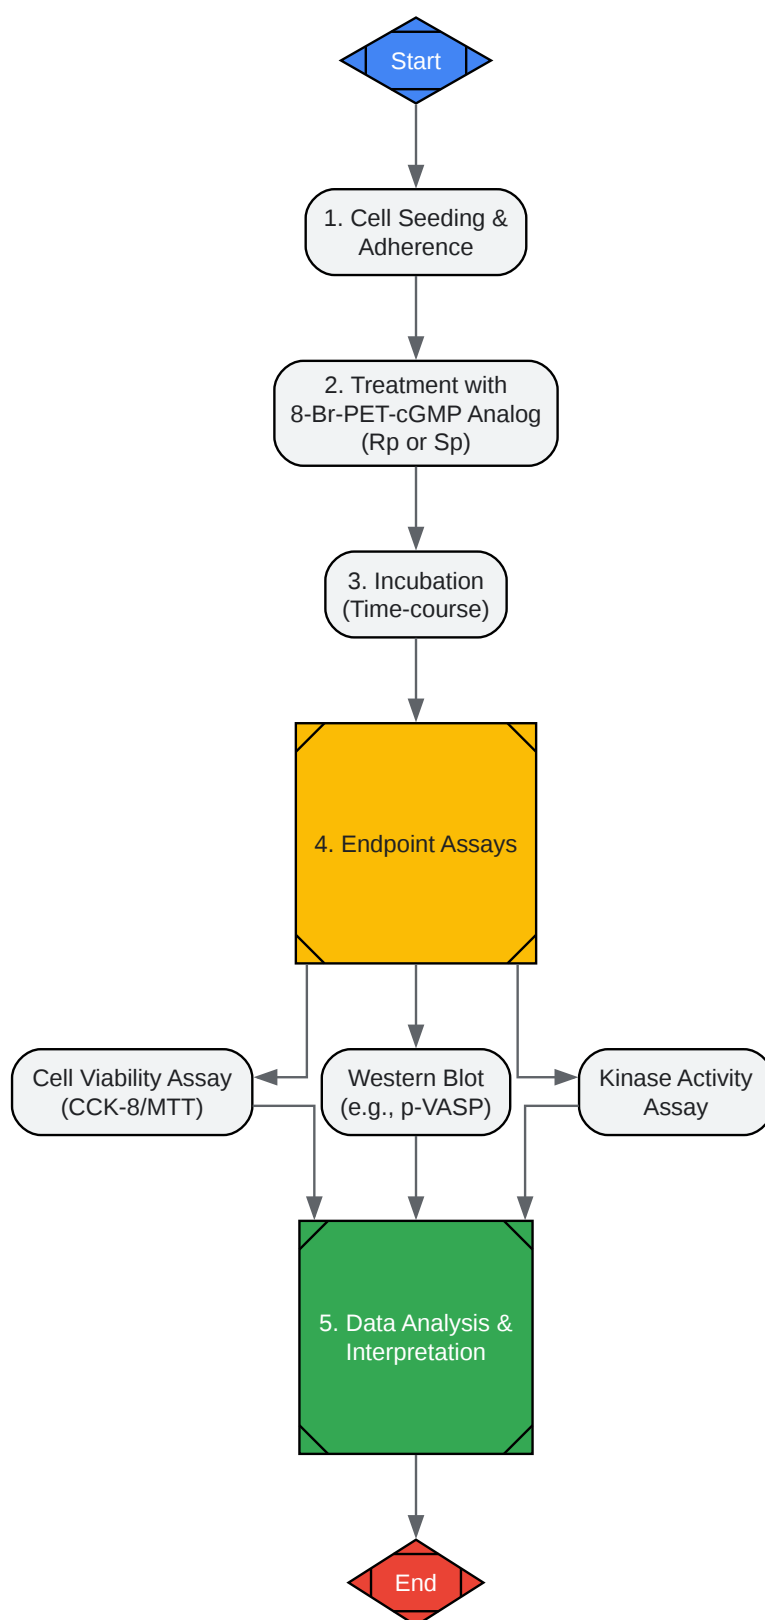 Start
1. Cell Seeding &
Adherence
2. Treatment with
8-Br-PET-cGMP Analog
(Rp or Sp)
3. Incubation
(Time-course)
4. Endpoint Assays
Cell Viability Assay
(CCK-8/MTT)
Western Blot
(e.g., p-VASP)
Kinase Activity
Assay
5. Data Analysis &
Interpretation
End